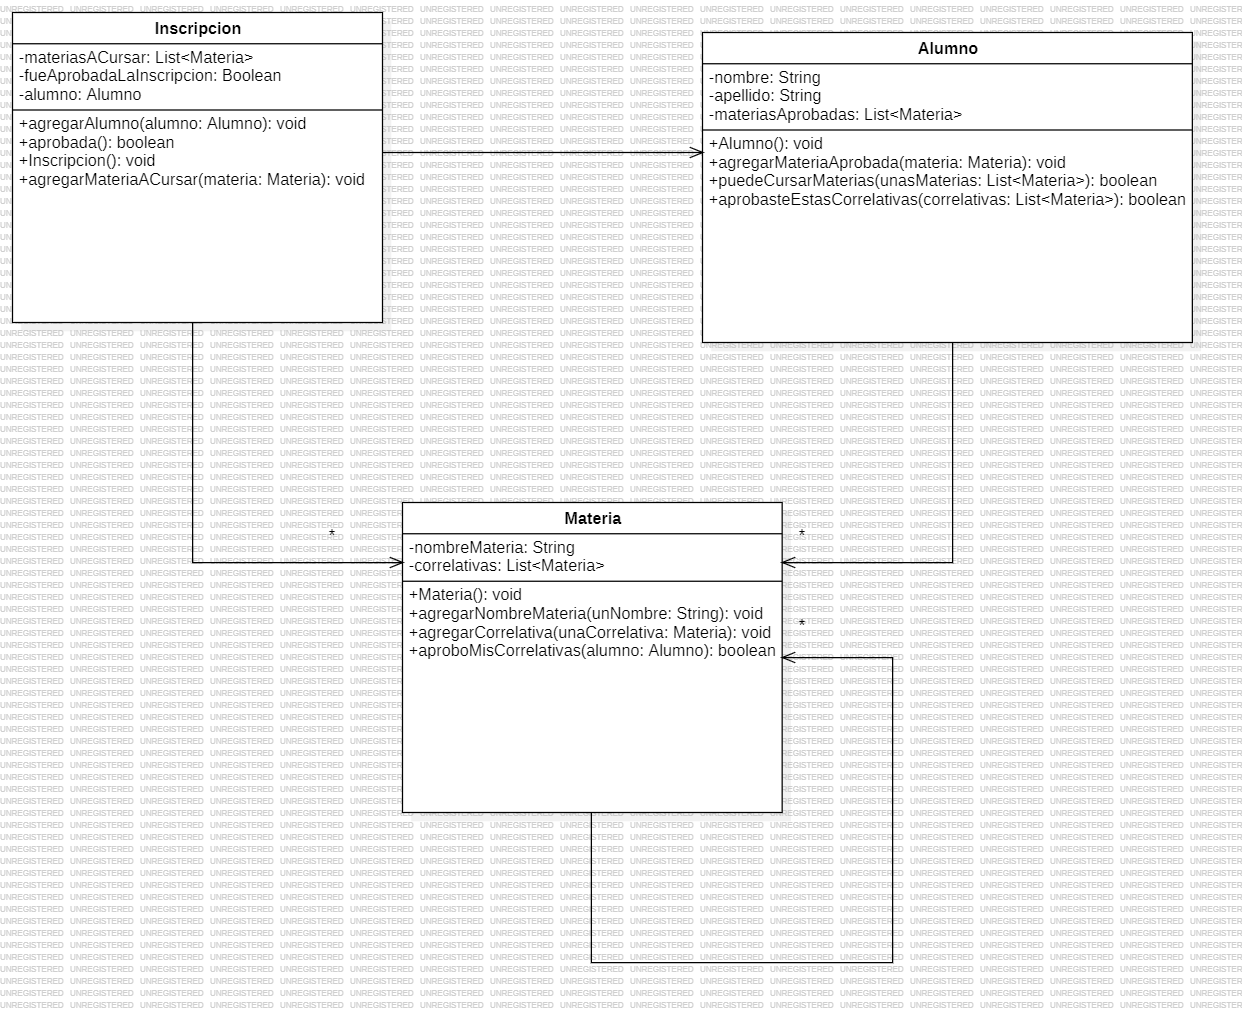 Inscripcion
-materiasACursar: List<Materia>
-fueAprobadaLaInscripcion: Boolean
-alumno: Alumno
+agregarAlumno(alumno: Alumno): void
+aprobada(): boolean
+Inscripcion(): void
+agregarMateriaACursar(materia: Materia): void
Alumno
-nombre: String
-apellido: String
-materiasAprobadas: List<Materia>
+Alumno(): void
+agregarMateriaAprobada(materia: Materia): void
+puedeCursarMaterias(unasMaterias: List<Materia>): boolean
+aprobasteEstasCorrelativas(correlativas: List<Materia>): boolean
*
*
Materia
-nombreMateria: String
-correlativas: List<Materia>
+Materia(): void
+agregarNombreMateria(unNombre: String): void
+agregarCorrelativa(unaCorrelativa: Materia): void
+aproboMisCorrelativas(alumno: Alumno): boolean
*
UNREGISTERED